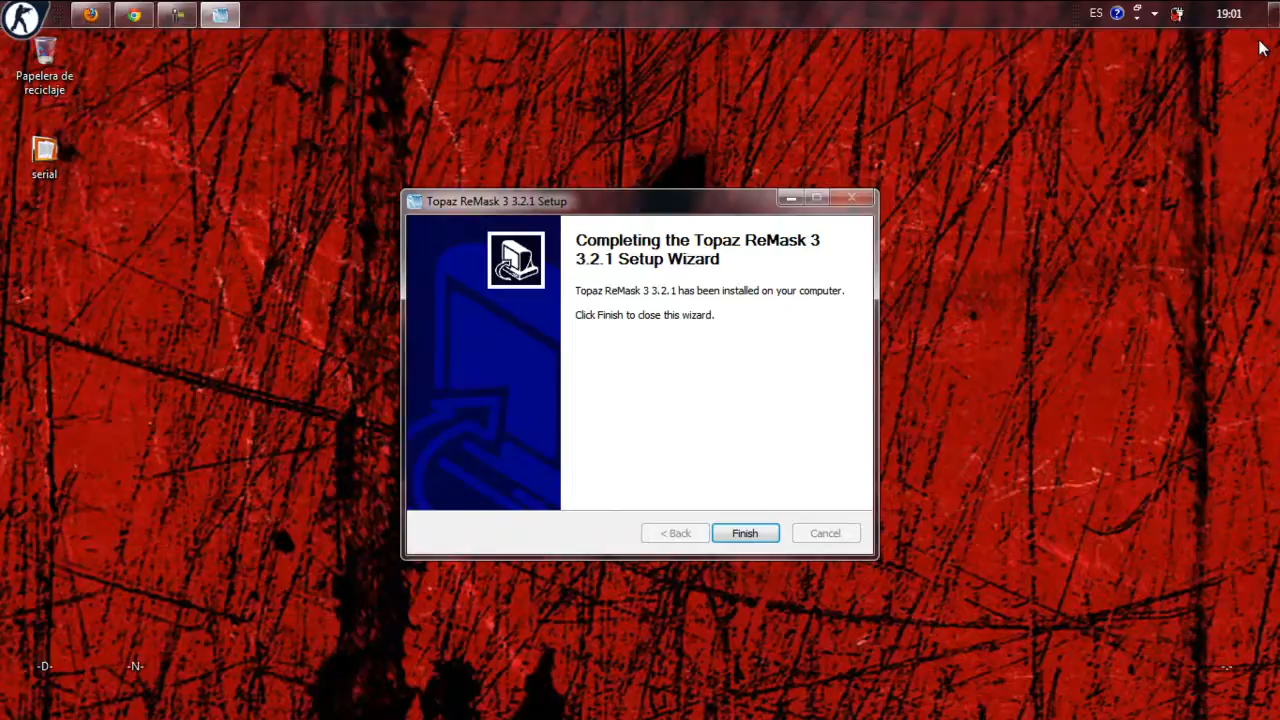 ES
19:01
Papelera de
reciclaje
serial
Topaz ReMask 3 3.2.1 Setup
Completing the Topaz ReMask 3
3.2.1 Setup Wizard
Topaz ReMask 3 3.2.1 has been installed on your computer.
Click Finish to close this wizard.
< Back
Finish
Cancel
-D-
-N-
-.-